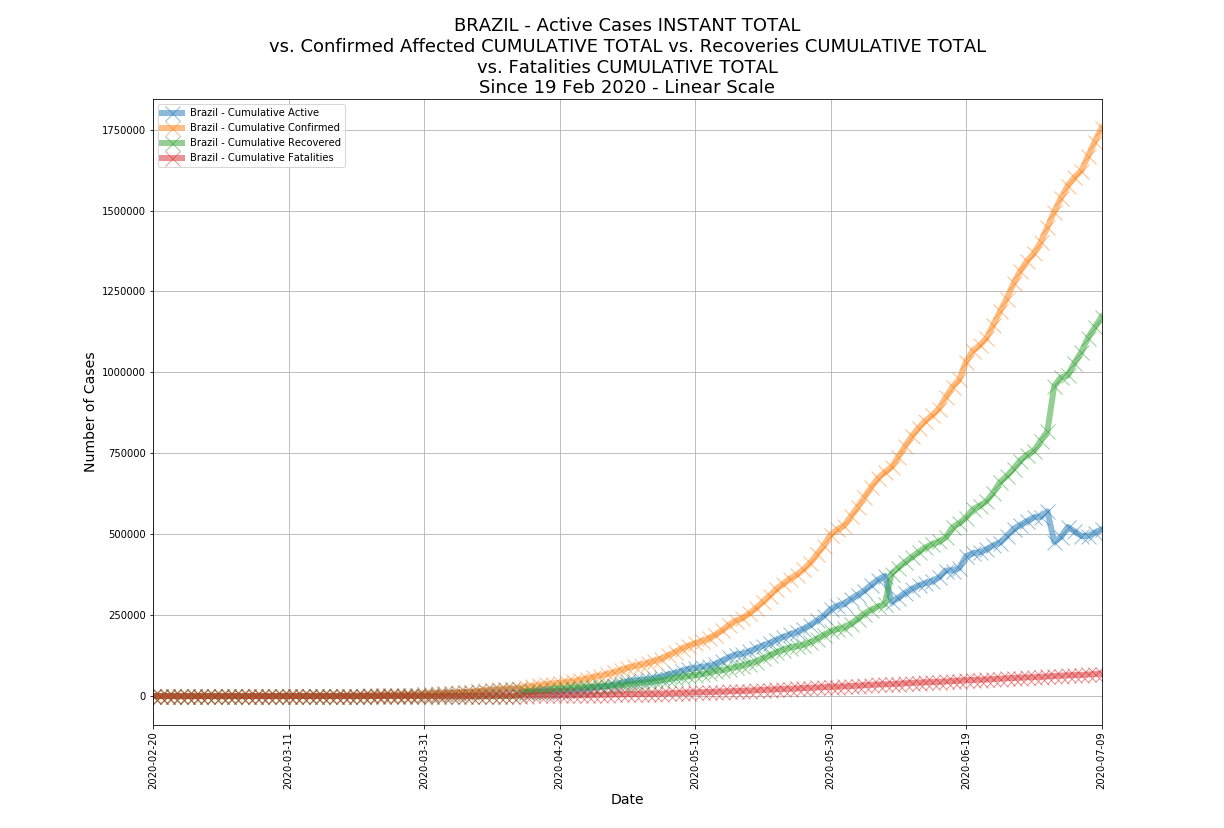 BRAZIL - Active Cases INSTANT TOTAL
vs. Confirmed Affected CUMULATIVE TOTAL vs. Recoveries CUMULATIVE TOTAL
vs. Fatalities CUMULATIVE TOTAL
Since 19 Feb 2020 - Linear Scale
Brazil - Cumulative Active
Brazil - Cumulative Confirmed
Brazil - Cumulative Recovered
Brazil - Cumulative Fatalities
Number of Cases
1750000
1500000
1250000
1000000
750000
500000
250000
0
2020-02-20
2020-03-11
2020-03-31
2020-04-20
2020-05-10
2020-05-30
2020-06-19
2020-07-09
Date